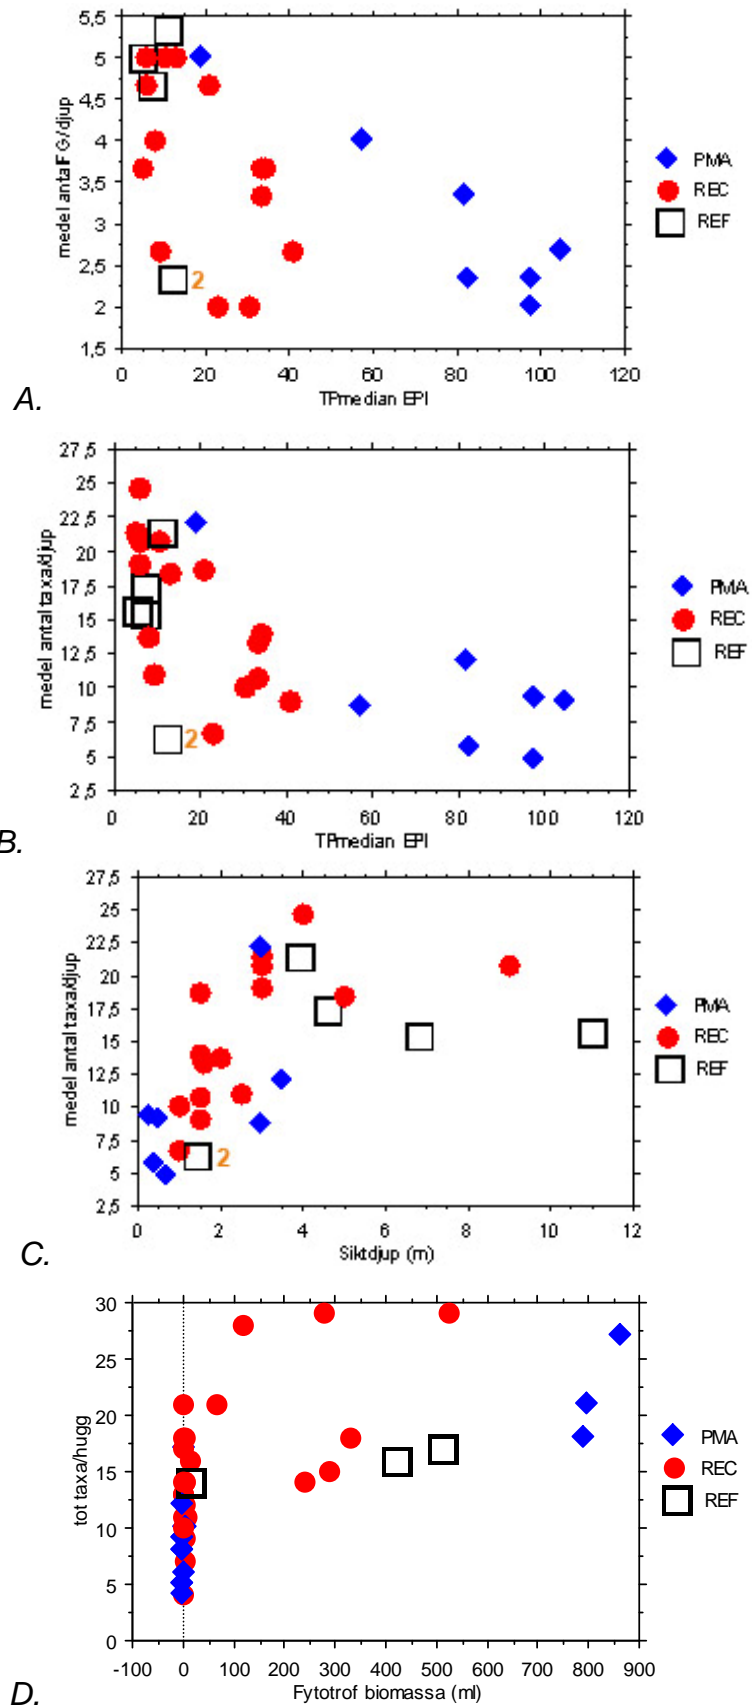 5,5
5
4,5
4
3,5
3
2,5
2
1,5
medel antal FG/djup
2
0 20 40 60 80 100 120
TPmedian EPI
PMA
REC
REF
A.
27,5
25
22,5
20
17,5
15
12,5
10
7,5
5
2,5
medel antal taxa/djup
2
0 20 40 60 80 100 120
TPmedian EPI
PMA
REC
REF
B.
27,5
25
22,5
20
17,5
15
12,5
10
7,5
5
2,5
medel antal taxa/djup
2
0 2 4 6 8 10 12
Siktdjup (m)
PMA
REC
REF
C.
30
25
20
15
10
5
0
tot taxa/hugg
-100 0 100 200 300 400 500 600 700 800 900
Fytotrof biomassa (ml)
PMA
REC
REF
D.